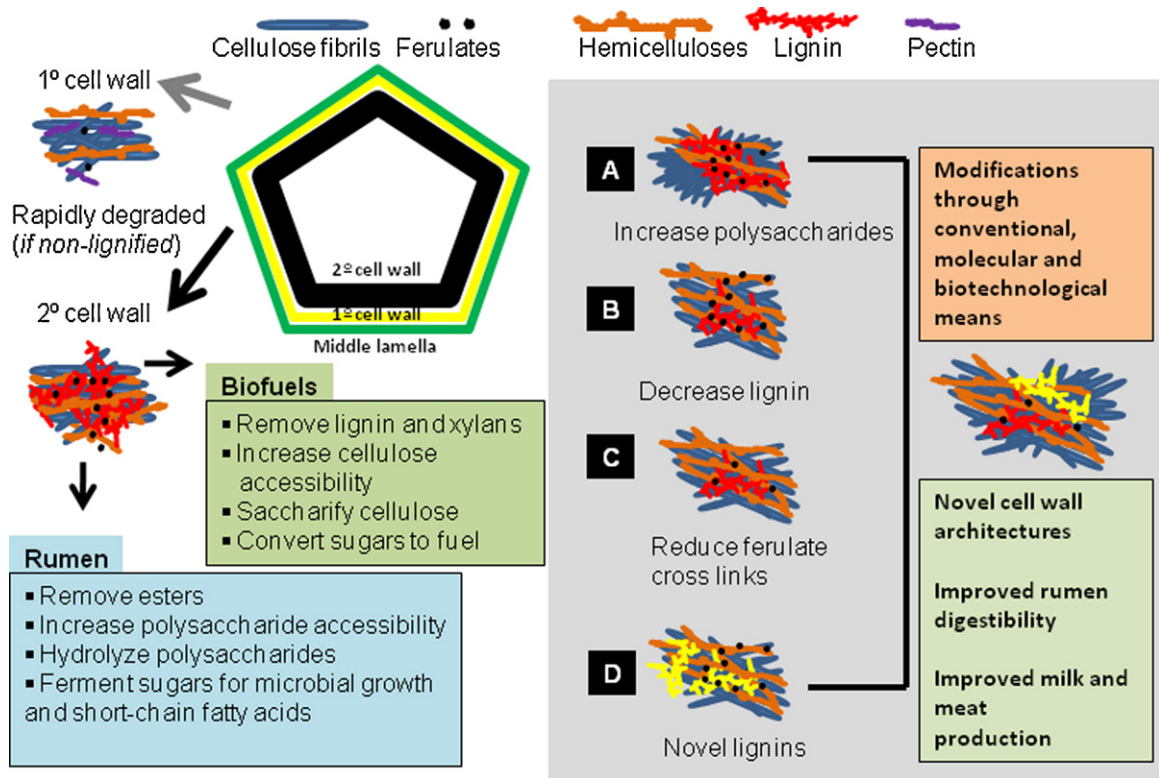 Cellulose fibrils
Ferulates
Hemicelluloses
Lignin
Pectin
1º cell wall
Rapidly degraded
(if non-lignified)
2º cell wall
1º cell wall
Middle lamella
2º cell wall
Biofuels
▪ Remove lignin and xylans
▪ Increase cellulose
accessibility
▪ Saccharify cellulose
▪ Convert sugars to fuel
Rumen
▪ Remove esters
▪ Increase polysaccharide accessibility
▪ Hydrolyze polysaccharides
▪ Ferment sugars for microbial growth
and short-chain fatty acids
A
Increase polysaccharides
B
Decrease lignin
C
Reduce ferulate
cross links
D
Novel lignins
Modifications
through
conventional,
molecular and
biotechnological
means
Novel cell wall
architectures
Improved rumen
digestibility
Improved milk and
meat
production